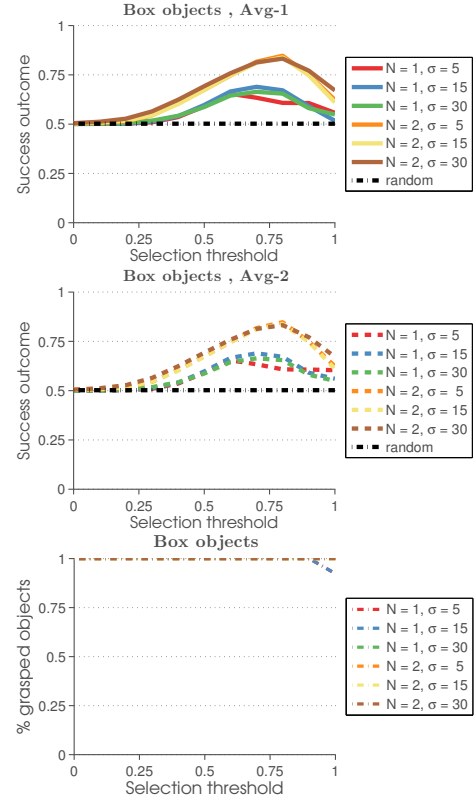 Box objects , Avg-1
1
0.75
0.5
0.25
0
Success outcome
0 0.25 0.5 0.75 1
Selection threshold
N = 1, σ = 5
N = 1, σ = 15
N = 1, σ = 30
N = 2, σ = 5
N = 2, σ = 15
N = 2, σ = 30
random
Box objects , Avg-2
1
0.75
0.5
0.25
0
Success outcome
0 0.25 0.5 0.75 1
Selection threshold
N = 1, σ = 5
N = 1, σ = 15
N = 1, σ = 30
N = 2, σ = 5
N = 2, σ = 15
N = 2, σ = 30
random
Box objects
1
0.75
0.5
0.25
0
% grasped objects
0 0.25 0.5 0.75 1
Selection threshold
N = 1, σ = 5
N = 1, σ = 15
N = 1, σ = 30
N = 2, σ = 5
N = 2, σ = 15
N = 2, σ = 30